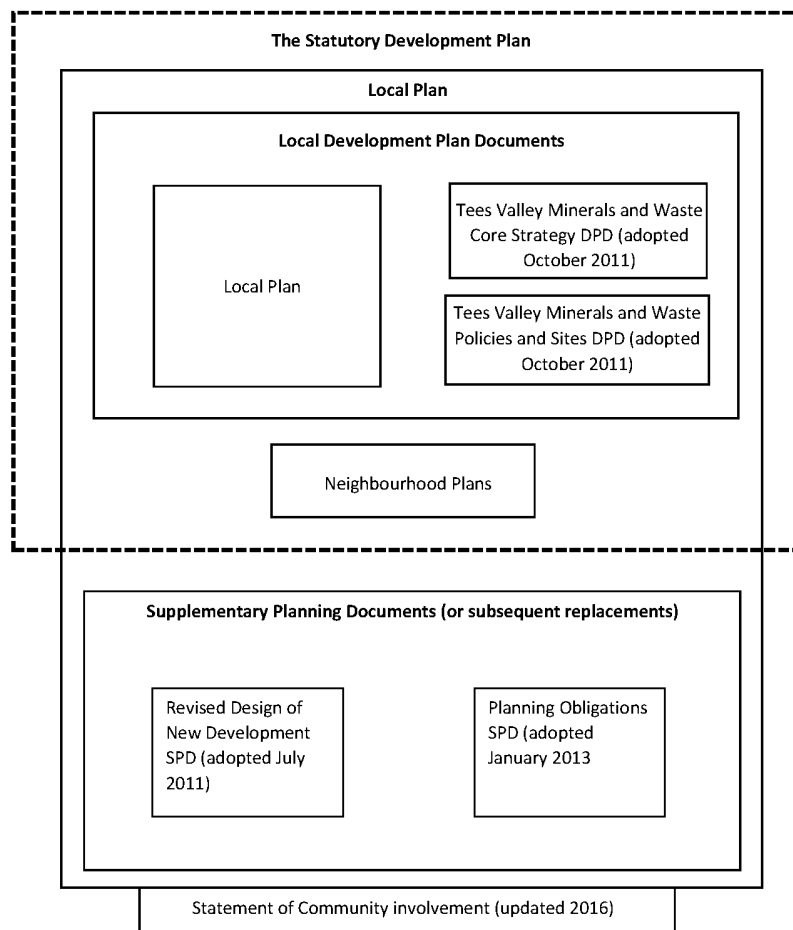 The Statutory Development Plan
Local Plan
Local Development Plan Documents
Local Plan
Tees Valley Minerals and Waste
Core Strategy DPD (adopted
October 2011)
Tees Valley Minerals and Waste
Policies and Sites DPD (adopted
October 2011)
Neighbourhood Plans
Supplementary Planning Documents (or subsequent replacements)
Revised Design of
New Development
SPD (adopted July
2011)
Planning Obligations
SPD (adopted
January 2013
Statement of Community involvement (updated 2016)